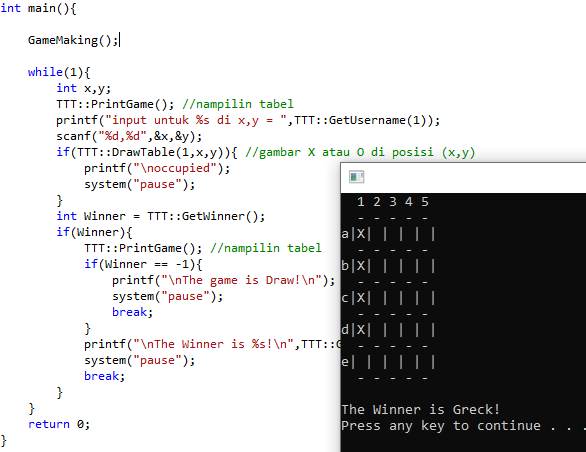 int main(){
GameMaking();
while(1){
int x,y;
TTT::PrintGame(); //nampilin tabel
printf("input untuk %s di x,y = ",TTT::GetUsername(1));
scanf("%d,%d",&x,&y);
if(TTT::DrawTable(1,x,y)){ //gambar X atau O di posisi (x,y)
printf("\noccupied");
system("pause");
}
int Winner = TTT::GetWinner();
if(Winner){
TTT::PrintGame(); //nampilin tabel
if(Winner == -1){
printf("\nThe game is Draw!\n");
system("pause");
break;
}
printf("\nThe Winner is %s!\n",TTT::G
system("pause");
break;
}
}
return 0;
}
1 2 3 4 5
- - - - -
a|X| | | | |
- - - - -
b|X| | | | |
- - - - -
c|X| | | | |
- - - - -
d|X| | | | |
- - - - -
e| | | | | |
- - - - -
The Winner is Greck!
Press any key to continue . . .